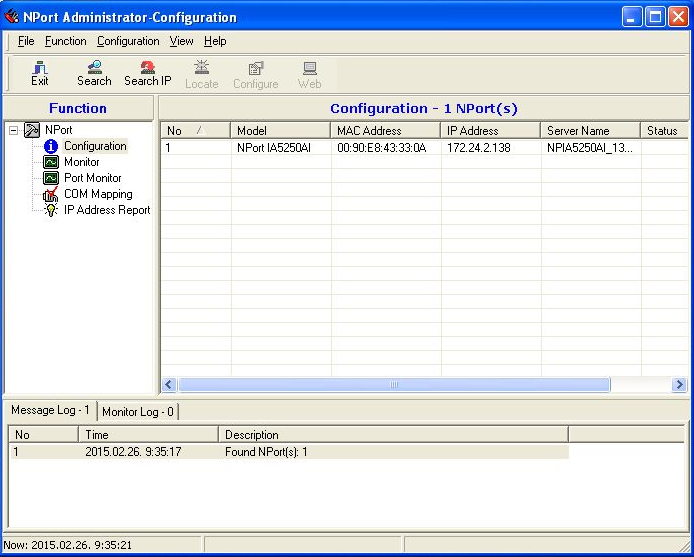 NPort Administrator-Configuration
File Function Configuration View Help
Exit Search Search IP Locate Configure Web
Function
Configuration - 1 NPort(s)
NPort
Configuration
Monitor
Port Monitor
COM Mapping
IP Address Report
No Model MAC Address IP Address Server Name Status
1 NPort IA5250AI 00:90:E8:43:33:0A 172.24.2.138 NPIA5250AI_13...
Message Log - 1 Monitor Log - 0
No Time Description
1 2015.02.26. 9:35:17 Found NPort(s): 1
Now: 2015.02.26. 9:35:21